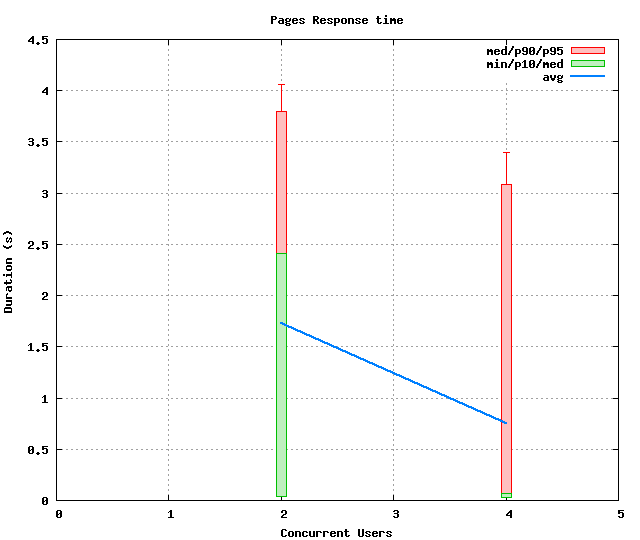 Pages Response time
4.5
4
3.5
3
2.5
2
1.5
1
0.5
0
Duration (s)
med/p90/p95
min/p10/med
avg
0 1 2 3 4 5
Concurrent Users